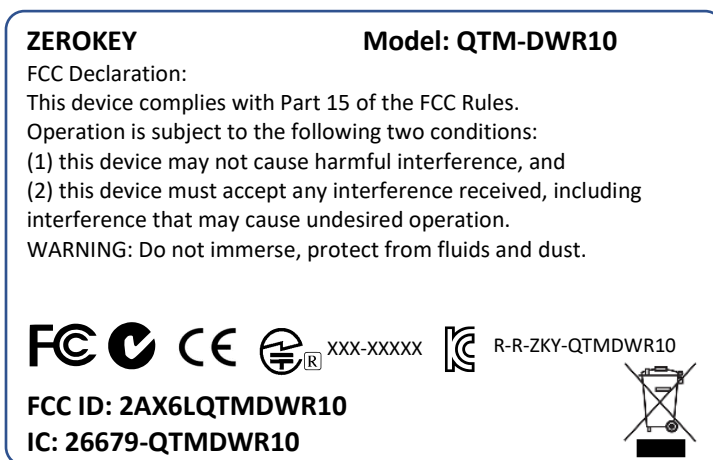 ZEROKEY Model: QTM-DWR10
FCC Declaration:
This device complies with Part 15 of the FCC Rules.
Operation is subject to the following two conditions:
(1) this device may not cause harmful interference, and
(2) this device must accept any interference received, including
interference that may cause undesired operation.
WARNING: Do not immerse, protect from fluids and dust.
FC CE R XXX-XXXXX R-R-ZKY-QTMDWR10
FCC ID: 2AX6LQTMDWR10
IC: 26679-QTMDWR10